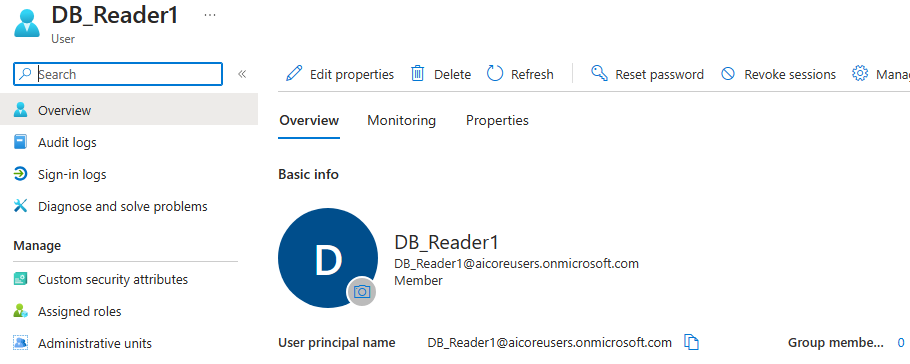 DB_Reader1 ...
User
Search
Overview
Audit logs
Sign-in logs
Diagnose and solve problems
Manage
Custom security attributes
Assigned roles
Administrative units
Edit properties Delete Refresh Reset password Revoke sessions Manag
Overview Monitoring Properties
Basic info
D
DB_Reader1
DB_Reader1@aicoreusers.onmicrosoft.com
Member
User principal name DB_Reader1@aicoreusers.onmicrosoft.com Group membe... 0